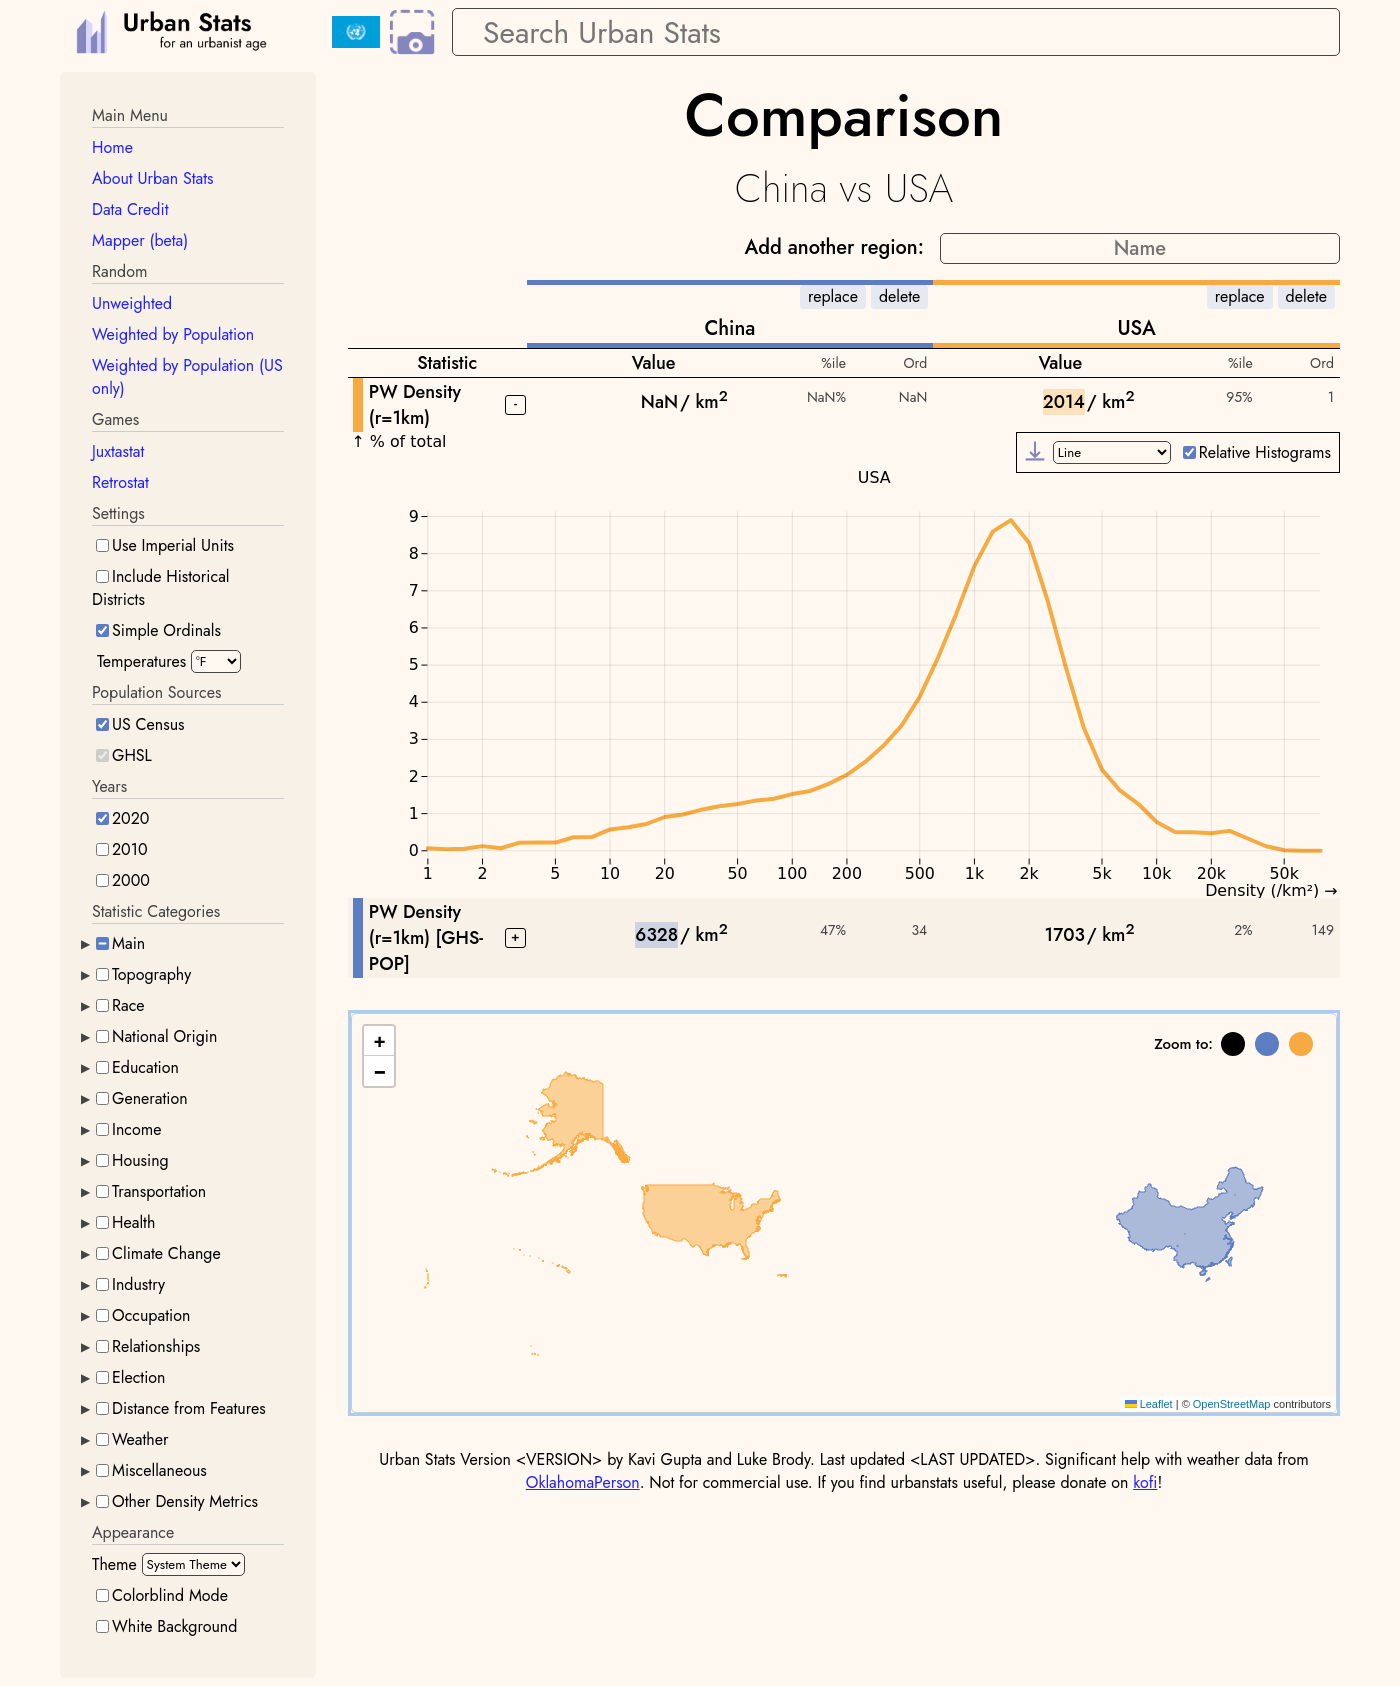 Urban Stats
for an urbanist age
Search Urban Stats
Main Menu
Home
About Urban Stats
Data Credit
Mapper (beta)
Random
Unweighted
Weighted by Population
Weighted by Population (US
only)
Games
Juxtastat
Retrostat
Settings
Use Imperial Units
Include Historical
Districts
Simple Ordinals
Temperatures °F
Population Sources
US Census
GHSL
Years
2020
2010
2000
Statistic Categories
Main
Topography
Race
National Origin
Education
Generation
Income
Housing
Transportation
Health
Climate Change
Industry
Occupation
Relationships
Election
Distance from Features
Weather
Miscellaneous
Other Density Metrics
Appearance
Theme System Theme
Colorblind Mode
White Background
Comparison
China vs USA
Add another region: Name
replace delete replace delete
China USA
Statistic Value %ile Ord Value %ile Ord
PW Density
(r=1km) - NaN / km² NaN% NaN 2014 / km² 95% 1
↑ % of total
Line Relative Histograms
USA
9
8
7
6
5
4
3
2
1
0
1 2 5 10 20 50 100 200 500 1k 2k 5k 10k 20k 50k
Density (/km²) →
PW Density
(r=1km) [GHS-
POP] + 6328 / km² 47% 34 1703 / km² 2% 149
+
−
Zoom to:
Leaflet | © OpenStreetMap contributors
Urban Stats Version <VERSION> by Kavi Gupta and Luke Brody. Last updated <LAST UPDATED>. Significant help with weather data from
OklahomaPerson. Not for commercial use. If you find urbanstats useful, please donate on kofi!